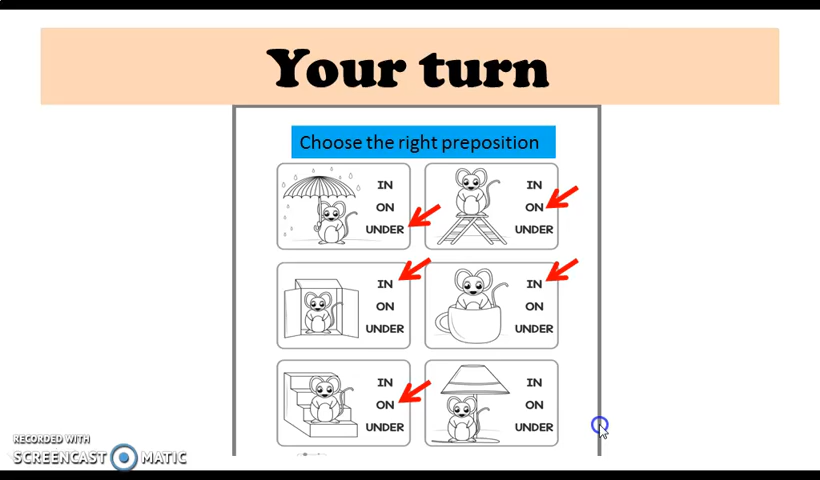 Your turn
Choose the right preposition
IN
ON
UNDER
IN
ON
UNDER
IN
ON
UNDER
IN
ON
UNDER
IN
ON
UNDER
IN
ON
UNDER
RECORDED WITH
SCREENCAST MATIC